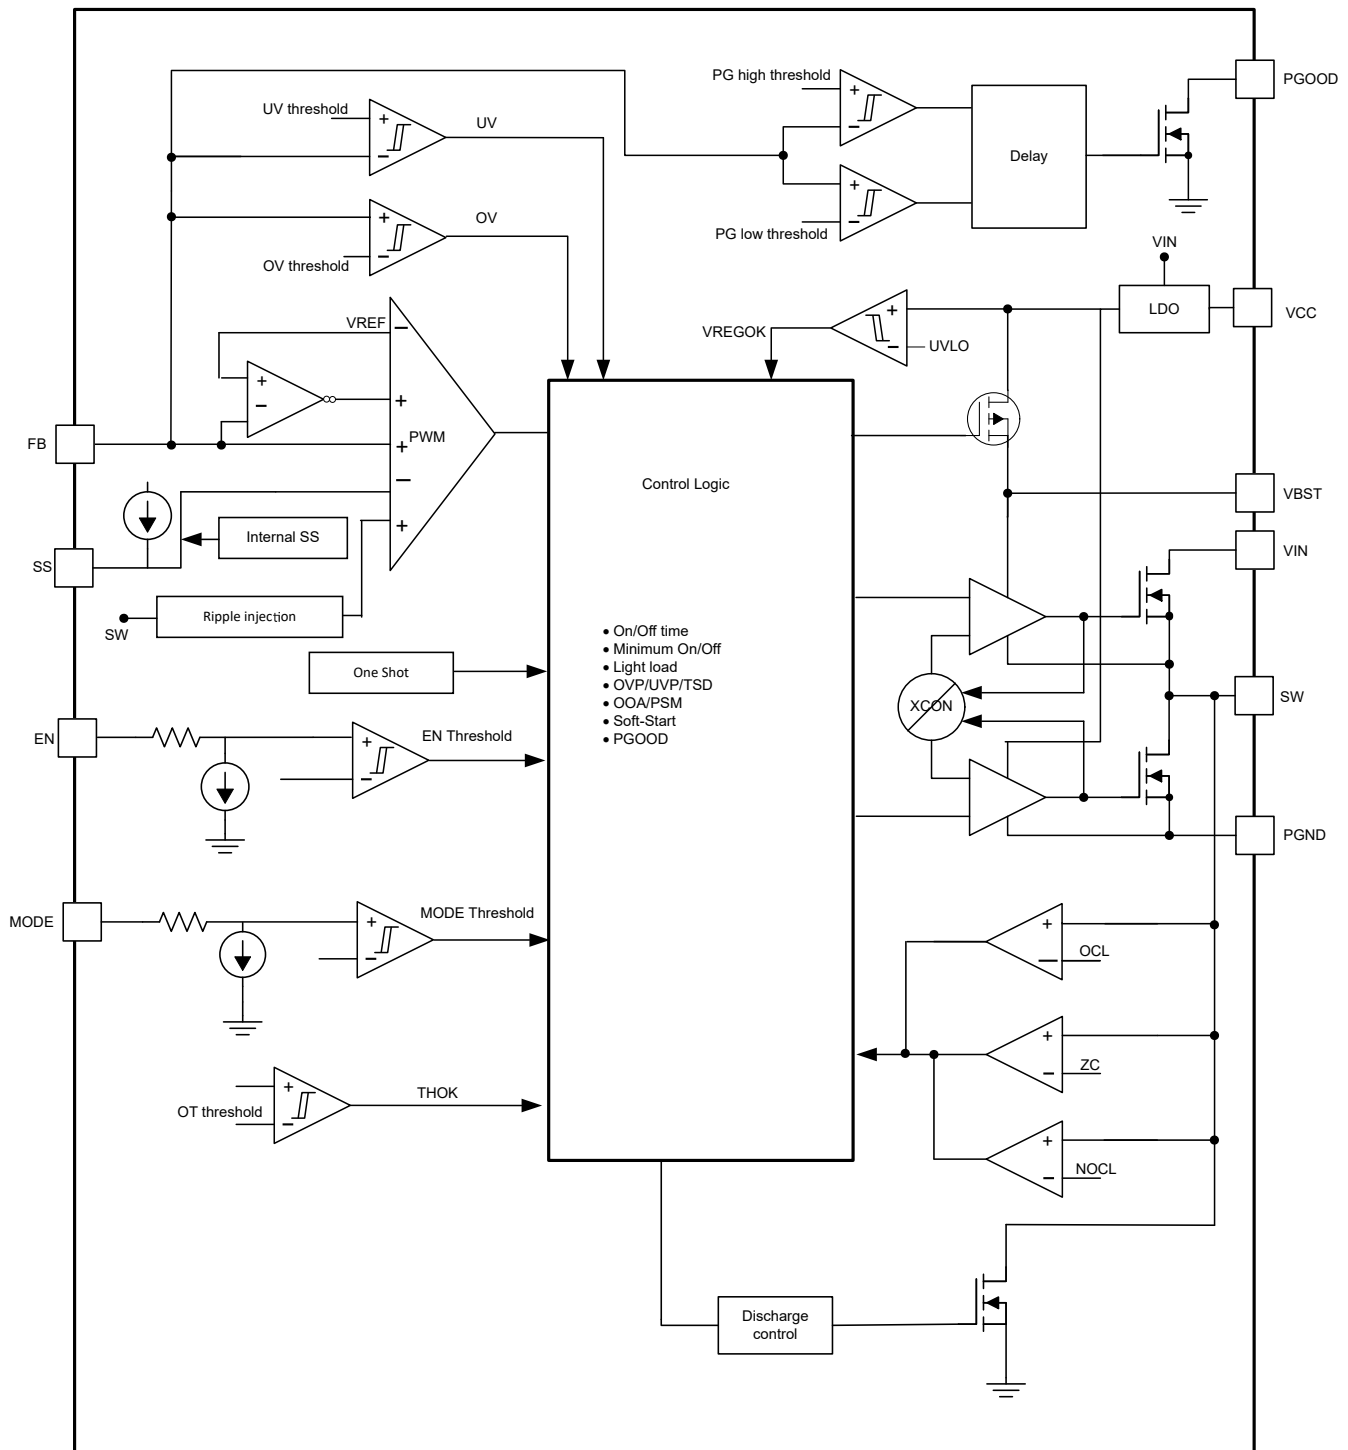 PG high threshold
PGOOD
UV threshold
UV
Delay
PG low threshold
OV
OV threshold
VIN
LDO
VCC
VREF
VREGOK
UVLO
PWM
FB
Control Logic
VBST
Internal SS
VIN
SS
Ripple injection
SW
• On/Off time
• Minimum On/Off
• Light load
• OVP/UVP/TSD
• OOA/PSM
• Soft-Start
• PGOOD
One Shot
XCON
SW
EN
EN Threshold
PGND
MODE
MODE Threshold
OCL
ZC
THOK
OT threshold
NOCL
Discharge
control